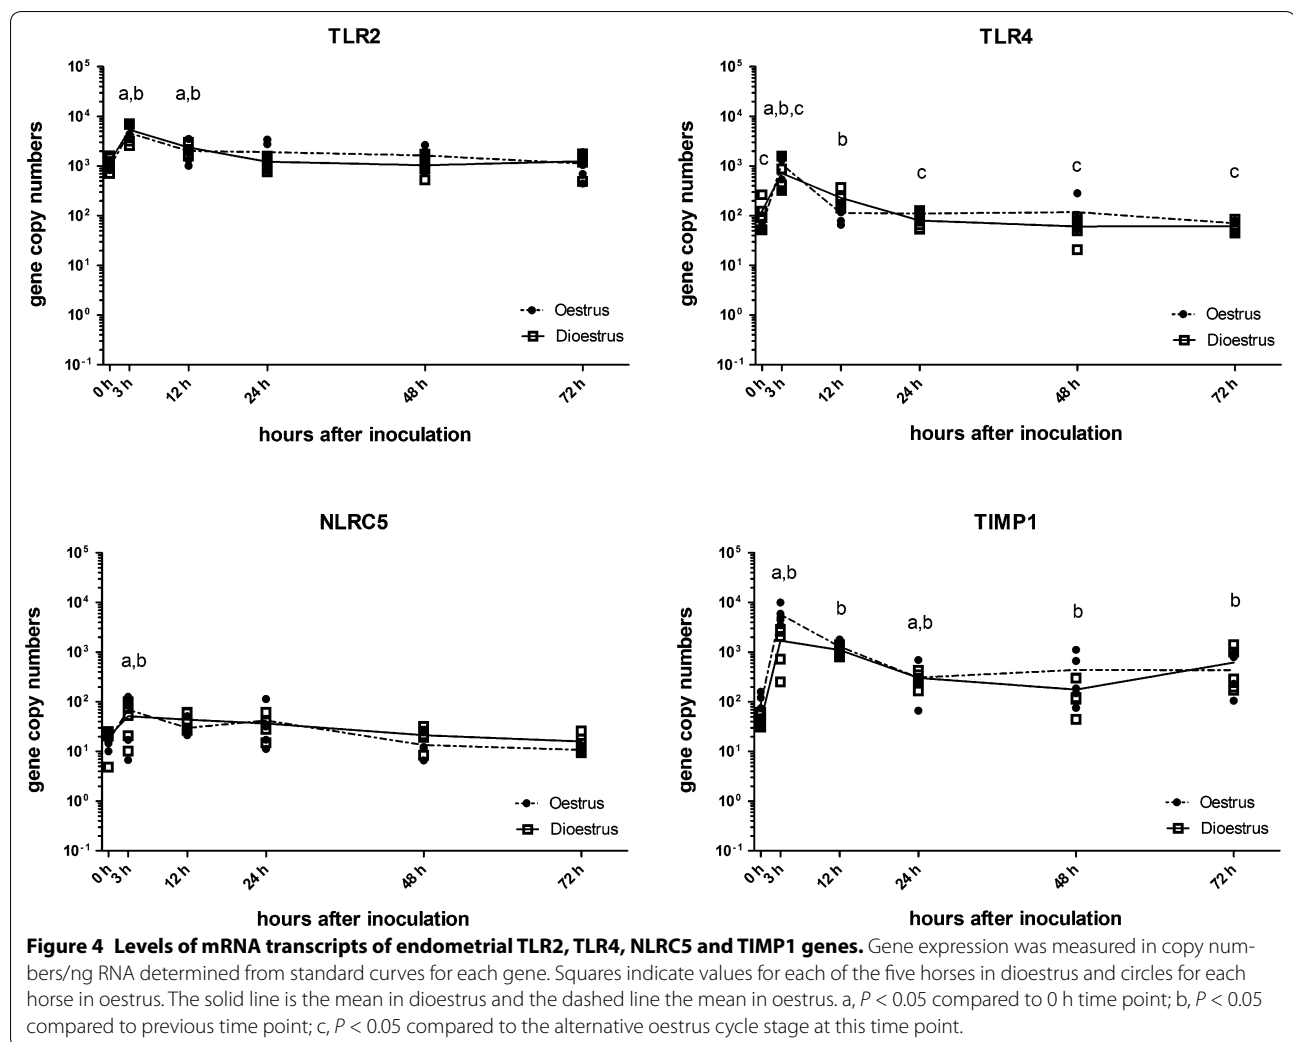 TLR2
10⁵
10⁴
10³
10²
10¹
10⁰
10⁻¹
gene copy numbers
a,b
a,b
Oestrus
Dioestrus
0 h
3 h
12 h
24 h
48 h
72 h
hours after inoculation
TLR4
10⁵
10⁴
10³
10²
10¹
10⁰
10⁻¹
gene copy numbers
c
a,b,c
b
c
c
c
Oestrus
Dioestrus
0 h
3 h
12 h
24 h
48 h
72 h
hours after inoculation
NLRC5
10⁵
10⁴
10³
10²
10¹
10⁰
10⁻¹
gene copy numbers
a,b
Oestrus
Dioestrus
0 h
3 h
12 h
24 h
48 h
72 h
hours after inoculation
TIMP1
10⁵
10⁴
10³
10²
10¹
10⁰
10⁻¹
gene copy numbers
a,b
b
a,b
b
b
Oestrus
Dioestrus
0 h
3 h
12 h
24 h
48 h
72 h
hours after inoculation
Figure 4 Levels of mRNA transcripts of endometrial TLR2, TLR4, NLRC5 and TIMP1 genes. Gene expression was measured in copy num-
bers/ng RNA determined from standard curves for each gene. Squares indicate values for each of the five horses in dioestrus and circles for each
horse in oestrus. The solid line is the mean in dioestrus and the dashed line the mean in oestrus. a, P < 0.05 compared to 0 h time point; b, P < 0.05
compared to previous time point; c, P < 0.05 compared to the alternative oestrus cycle stage at this time point.